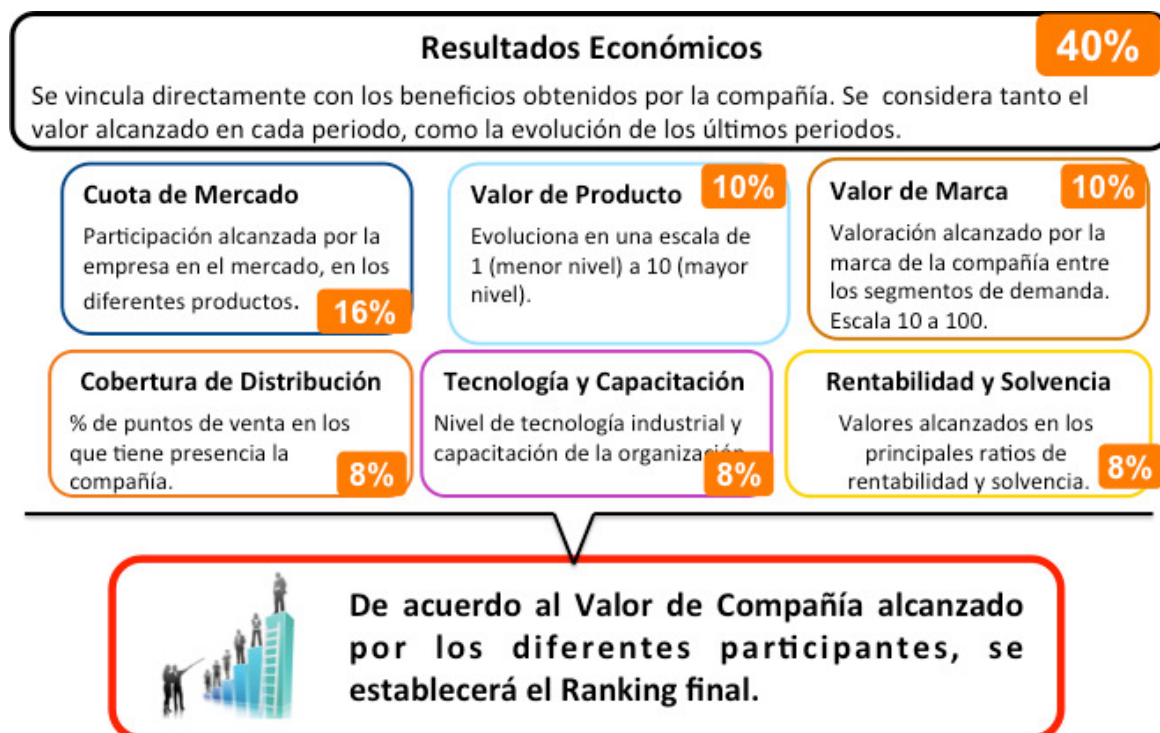 Resultados Económicos
40%
Se vincula directamente con los beneficios obtenidos por la compañía. Se considera tanto el
valor alcanzado en cada periodo, como la evolución de los últimos periodos.
Cuota de Mercado
Participación alcanzada por la
empresa en el mercado, en los
diferentes productos.
16%
Valor de Producto
10%
Evoluciona en una escala de
1 (menor nivel) a 10 (mayor
nivel).
Valor de Marca
10%
Valoración alcanzado por la
marca de la compañía entre
los segmentos de demanda.
Escala 10 a 100.
Cobertura de Distribución
% de puntos de venta en los
que tiene presencia la
compañía.
8%
Tecnología y Capacitación
Nivel de tecnología industrial y
capacitación de la organización.
8%
Rentabilidad y Solvencia
Valores alcanzados en los
principales ratios de
rentabilidad y solvencia.
8%
De acuerdo al Valor de Compañía alcanzado
por los diferentes participantes, se
establecerá el Ranking final.